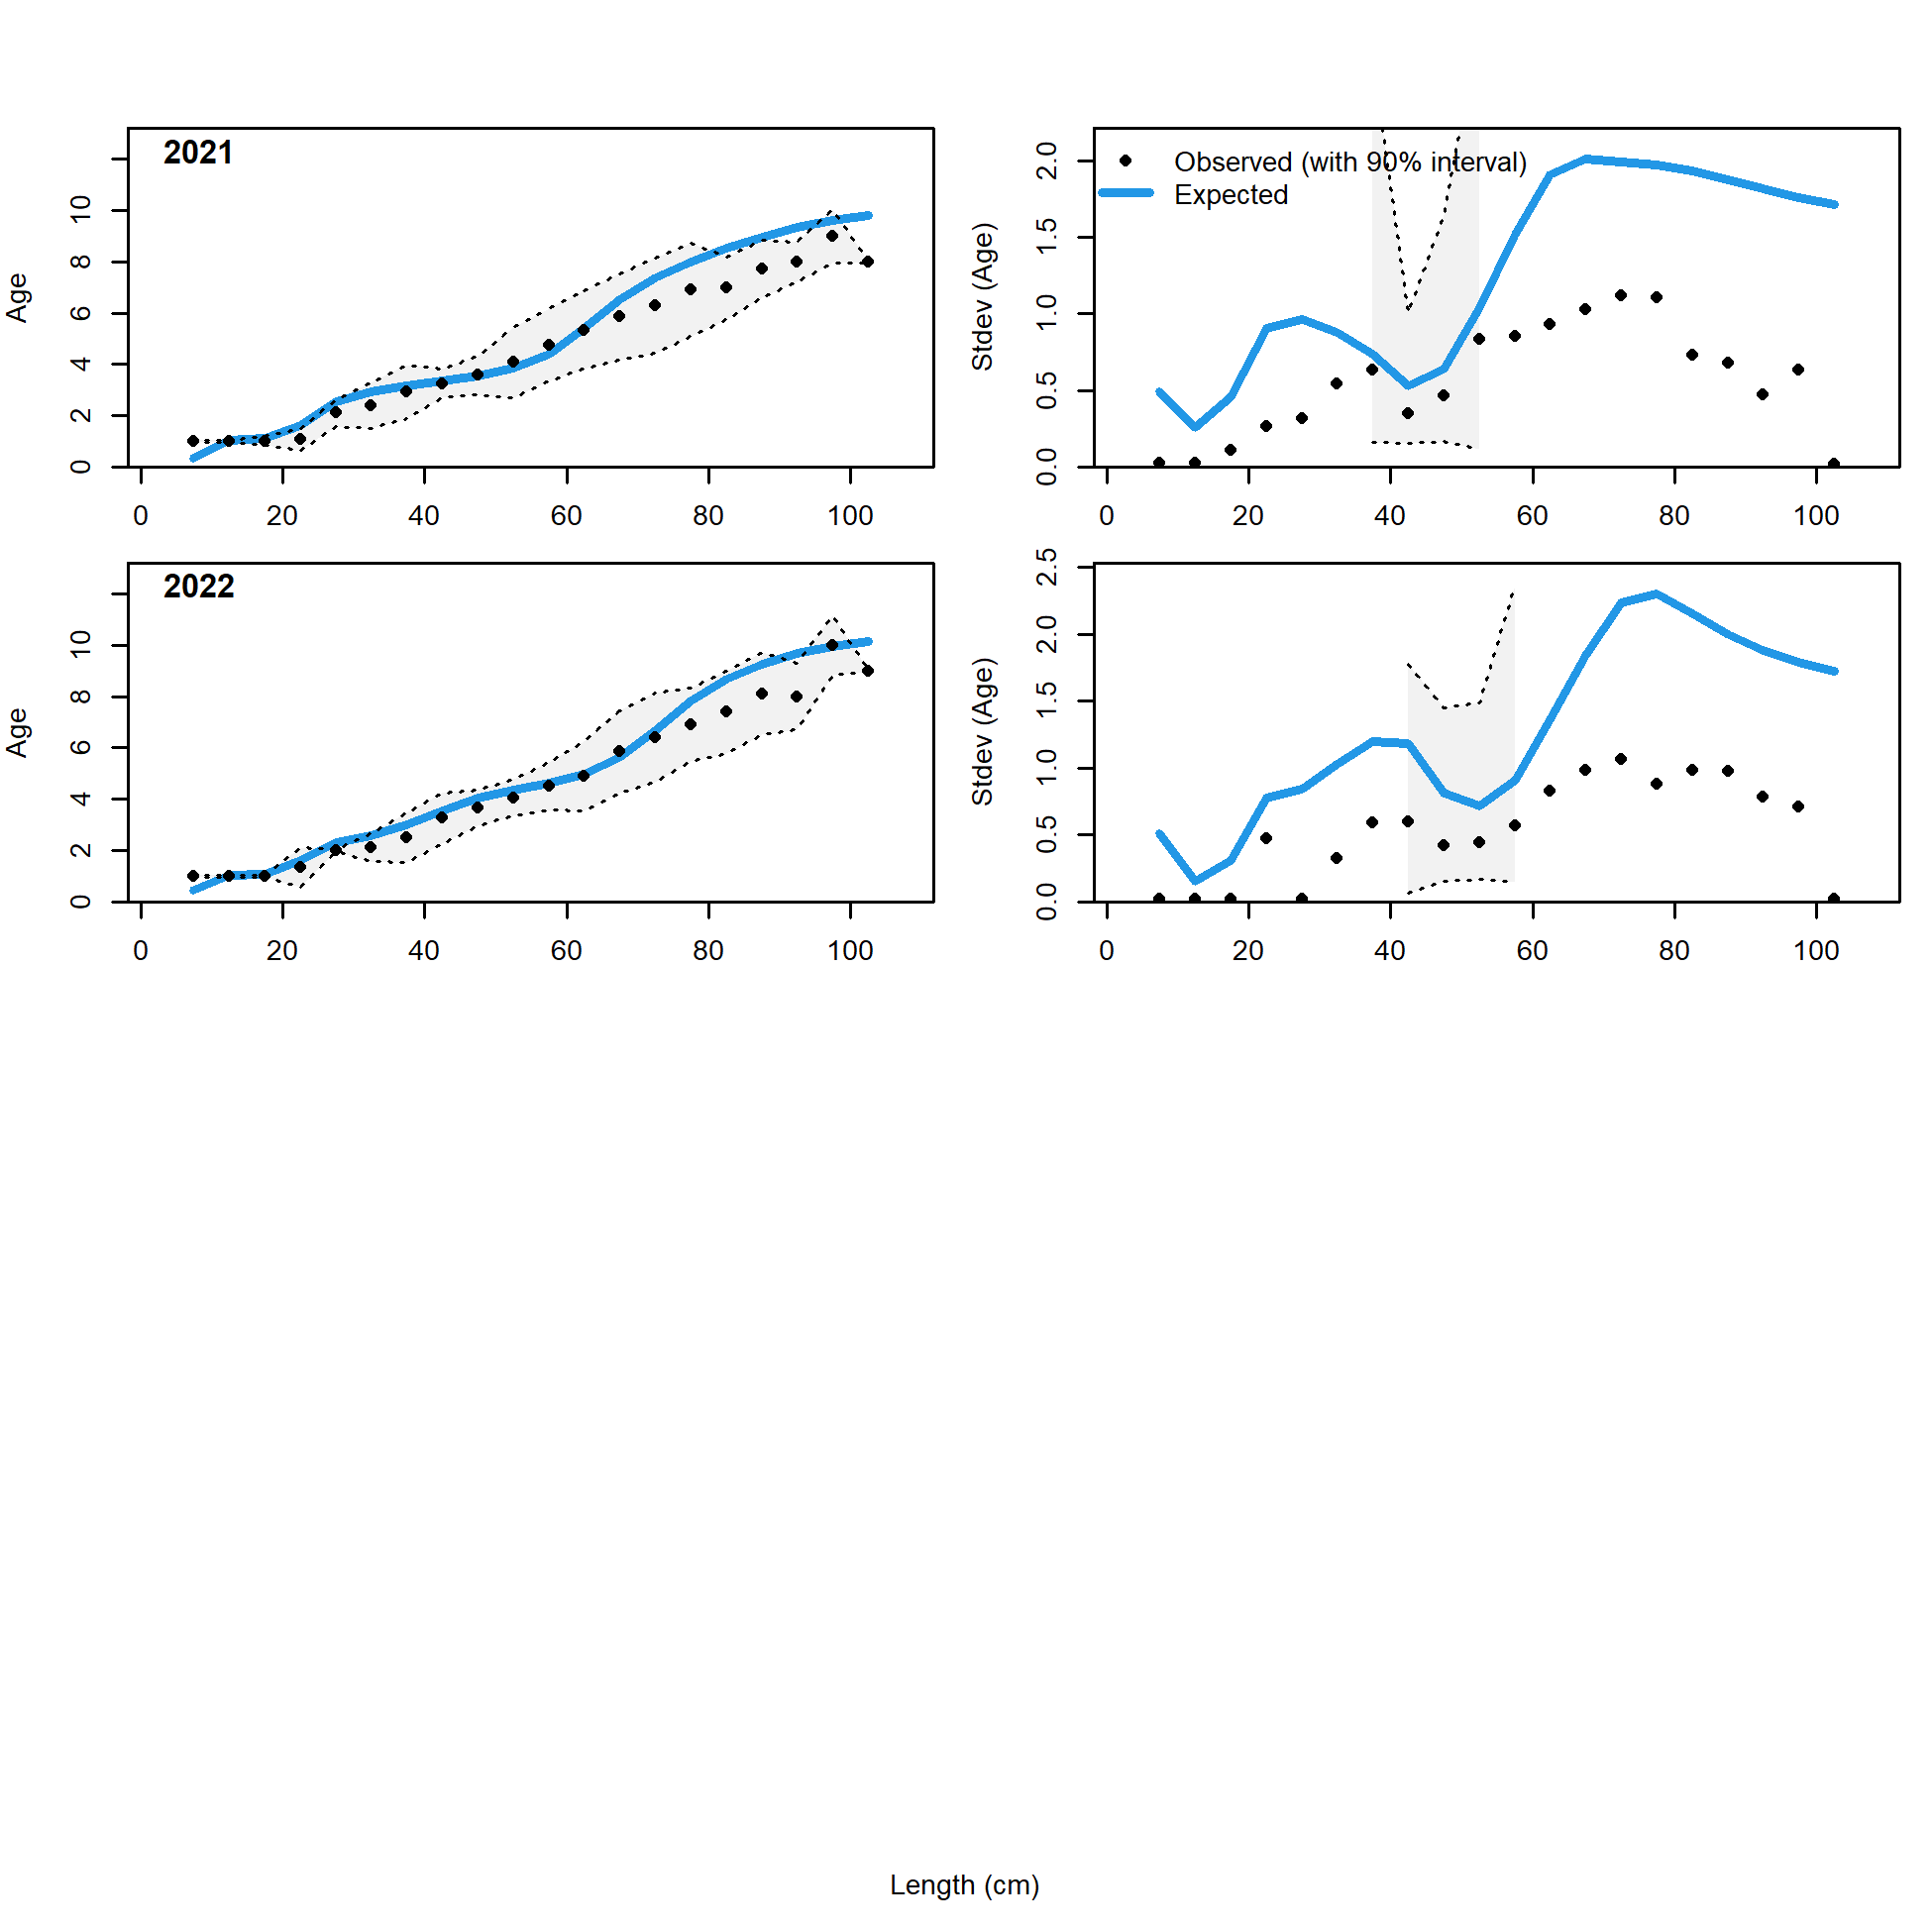 2021
Age
0 2 4 6 8 10
0 20 40 60 80 100
Observed (with 90% interval)
Expected
Stdev (Age)
0.0 0.5 1.0 1.5 2.0
0 20 40 60 80 100
2022
Age
0 2 4 6 8 10
0 20 40 60 80 100
Stdev (Age)
0.0 0.5 1.0 1.5 2.0 2.5
0 20 40 60 80 100
Length (cm)